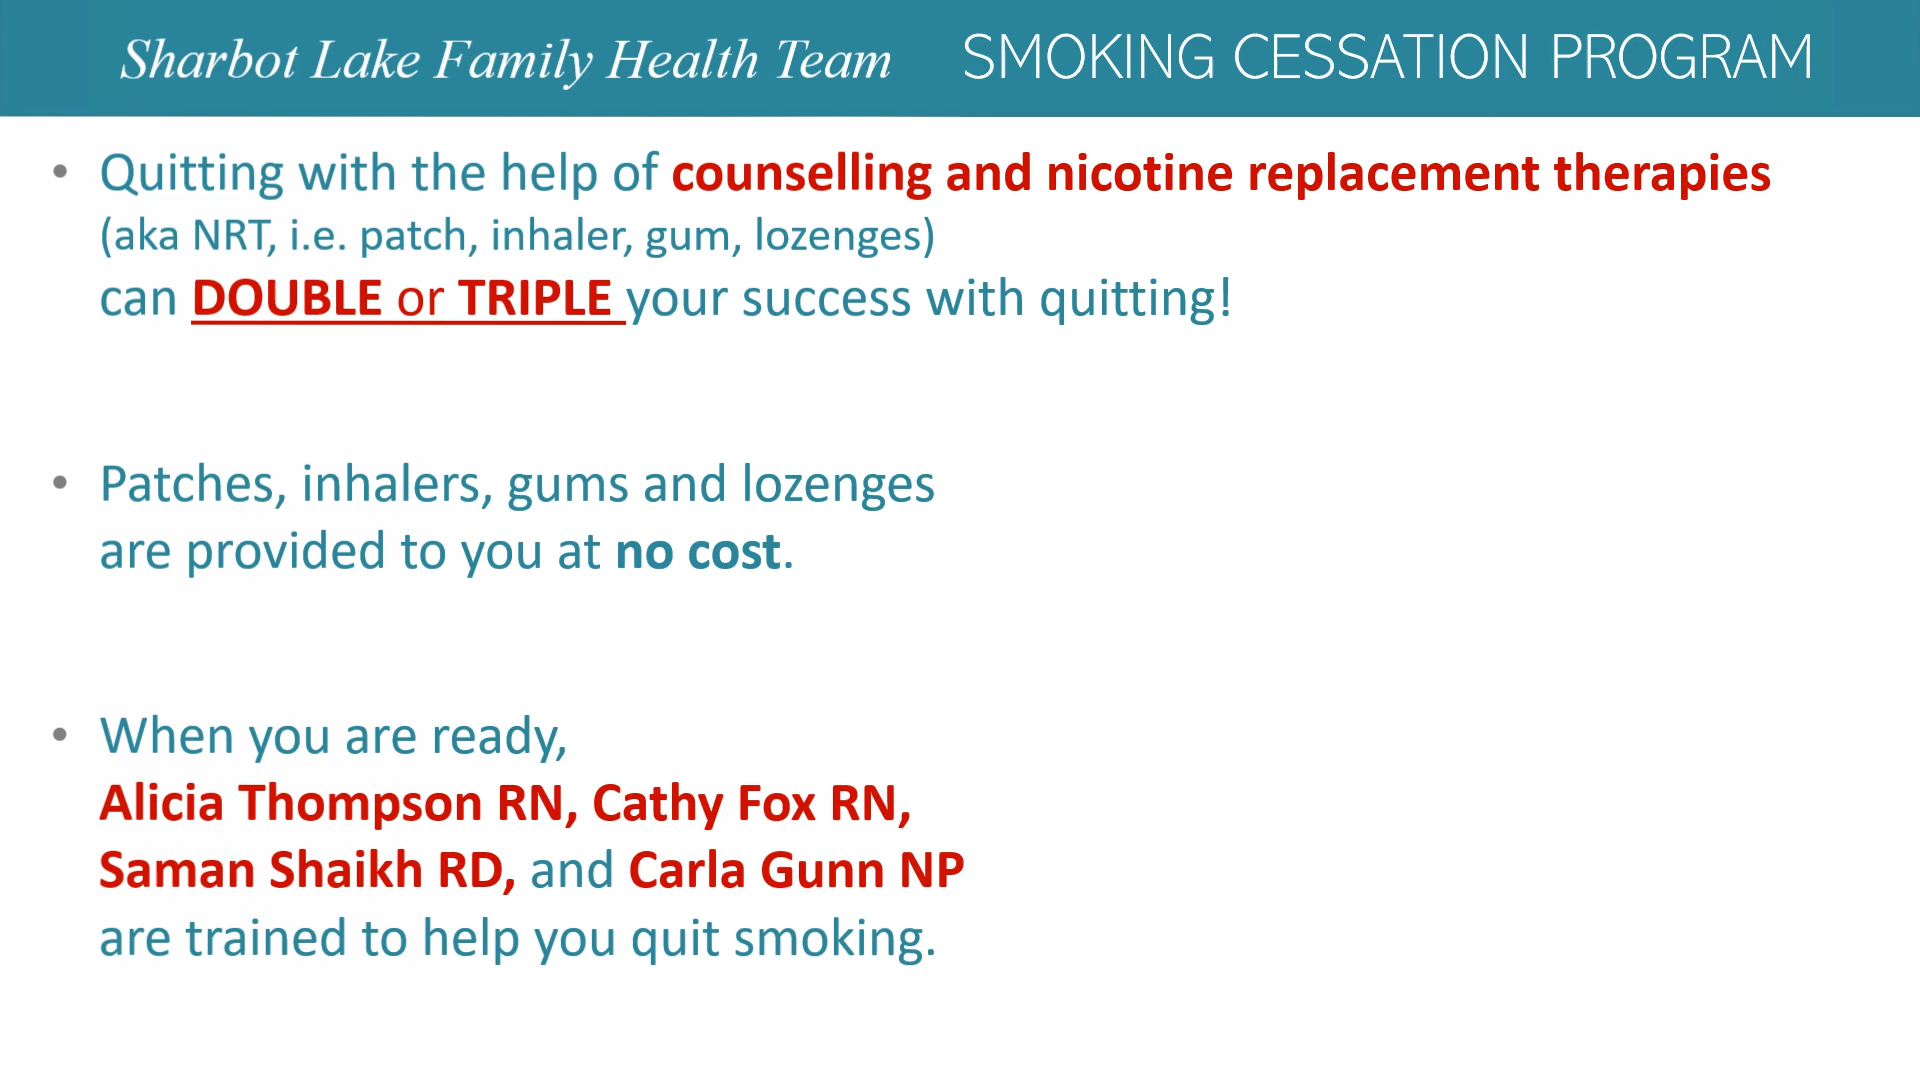 Sharbot Lake Family Health Team SMOKING CESSATION PROGRAM
• Quitting with the help of counselling and nicotine replacement therapies
(aka NRT, i.e. patch, inhaler, gum, lozenges)
can DOUBLE or TRIPLE your success with quitting!
• Patches, inhalers, gums and lozenges
are provided to you at no cost.
• When you are ready,
Alicia Thompson RN, Cathy Fox RN,
Saman Shaikh RD, and Carla Gunn NP
are trained to help you quit smoking.